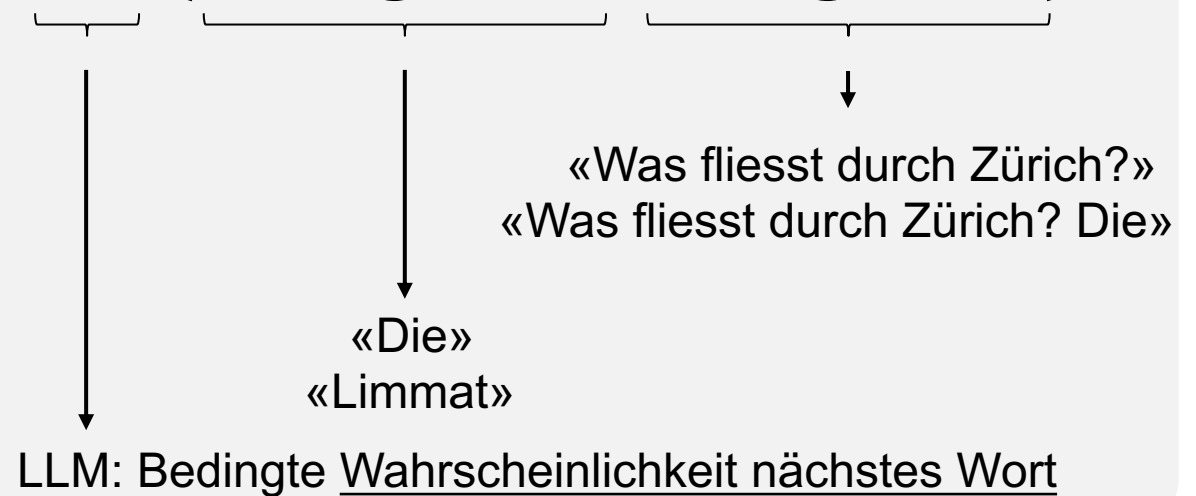 «Was fliesst durch Zürich?»
«Was fliesst durch Zürich? Die»
«Die»
«Limmat»
LLM: Bedingte Wahrscheinlichkeit nächstes Wort